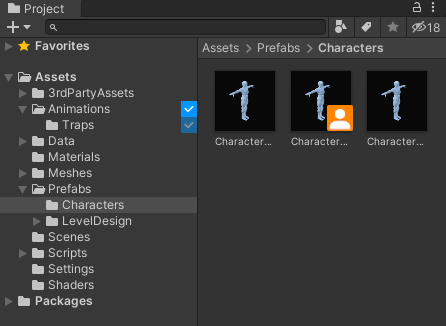 Project
18
Favorites
Assets
3rdPartyAssets
Animations
Traps
Data
Materials
Meshes
Prefabs
Characters
LevelDesign
Scenes
Scripts
Settings
Shaders
Packages
Assets > Prefabs > Characters
Character... Character... Character...